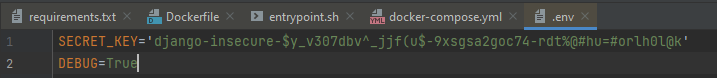 requirements.txt
Dockerfile
entrypoint.sh
docker-compose.yml
.env
1 SECRET_KEY='django-insecure-$y_v307dbv^_jjf(u$-9xsgsa2goc74-rdt%@#hu=#orlh0l@k'
2 DEBUG=True